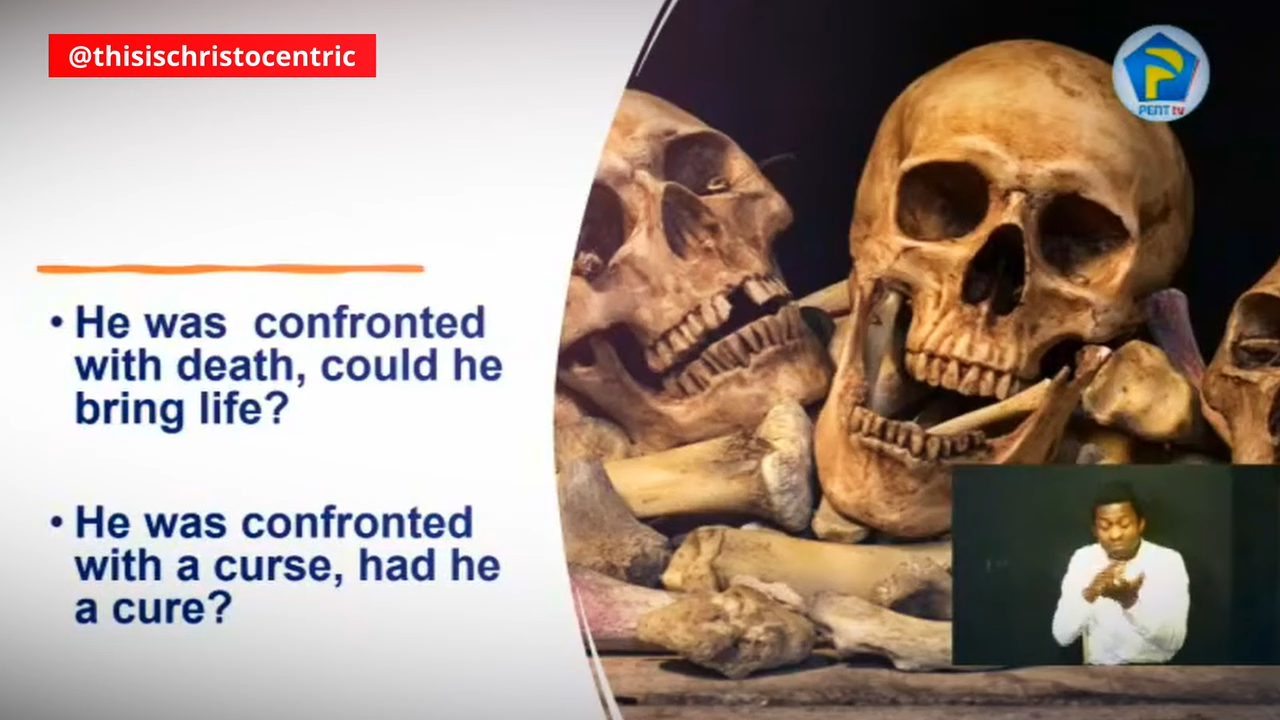 @thisischristocentric
PENT tv
• He was confronted
with death, could he
bring life?
• He was confronted
with a curse, had he
a cure?